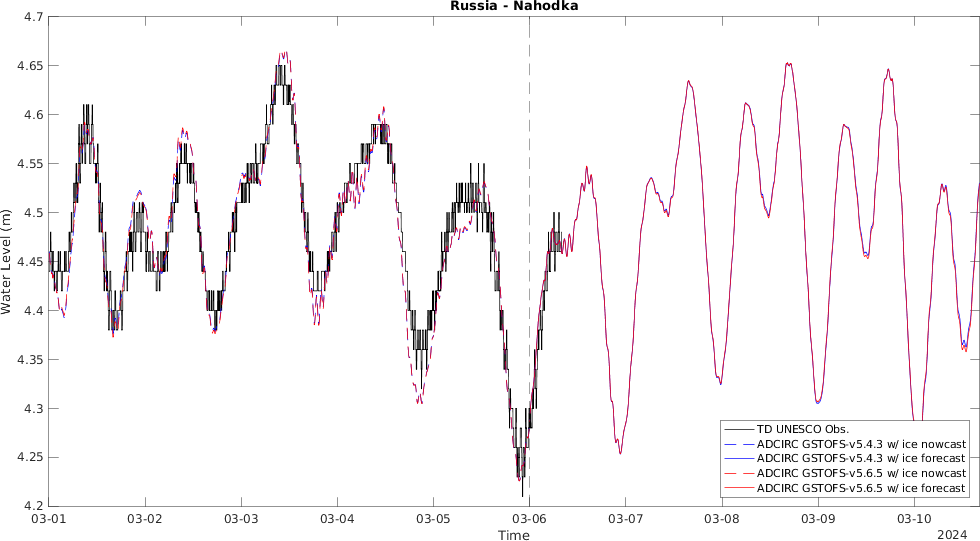 Russia - Nahodka
4.7
4.65
4.6
4.55
4.5
4.45
4.4
4.35
4.3
4.25
4.2
Water Level (m)
TD UNESCO Obs.
ADCIRC GSTOFS-v5.4.3 w/ ice nowcast
ADCIRC GSTOFS-v5.4.3 w/ ice forecast
ADCIRC GSTOFS-v5.6.5 w/ ice nowcast
ADCIRC GSTOFS-v5.6.5 w/ ice forecast
03-01 03-02 03-03 03-04 03-05 03-06 03-07 03-08 03-09 03-10
Time
2024